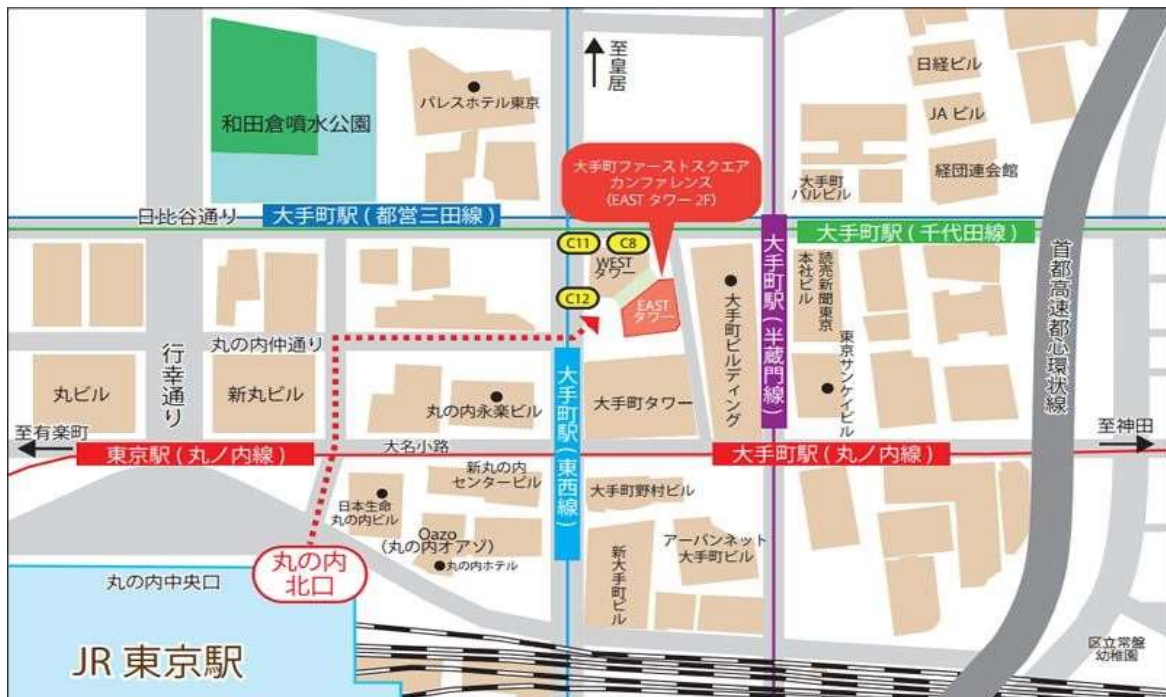 至皇居
日経ビル
パレスホテル東京
JA ビル
和田倉噴水公園
大手町ファーストスクエア
カンファレンス
(EAST タワー 2F)
経団連会館
大手町
パルビル
日比谷通り
大手町駅(都営三田線)
大手町駅(千代田線)
C11
C8
WEST
タワー
C12
EAST
タワー
大手町ビルディング
大手町駅(半蔵門線)
読売新聞東京
本社ビル
首都高速都心環状線
東京サンケイビル
行幸通り
丸の内仲通り
丸ビル
新丸ビル
丸の内永楽ビル
大手町駅(東西線)
大手町タワー
至有楽町
至神田
大名小路
東京駅(丸ノ内線)
大手町駅(丸ノ内線)
新丸の内
センタービル
大手町野村ビル
日本生命
丸の内ビル
Oazo
(丸の内オアゾ)
丸の内ホテル
新大手町ビル
アーバンネット
大手町ビル
丸の内
北口
丸の内中央口
JR 東京駅
区立常盤
幼稚園